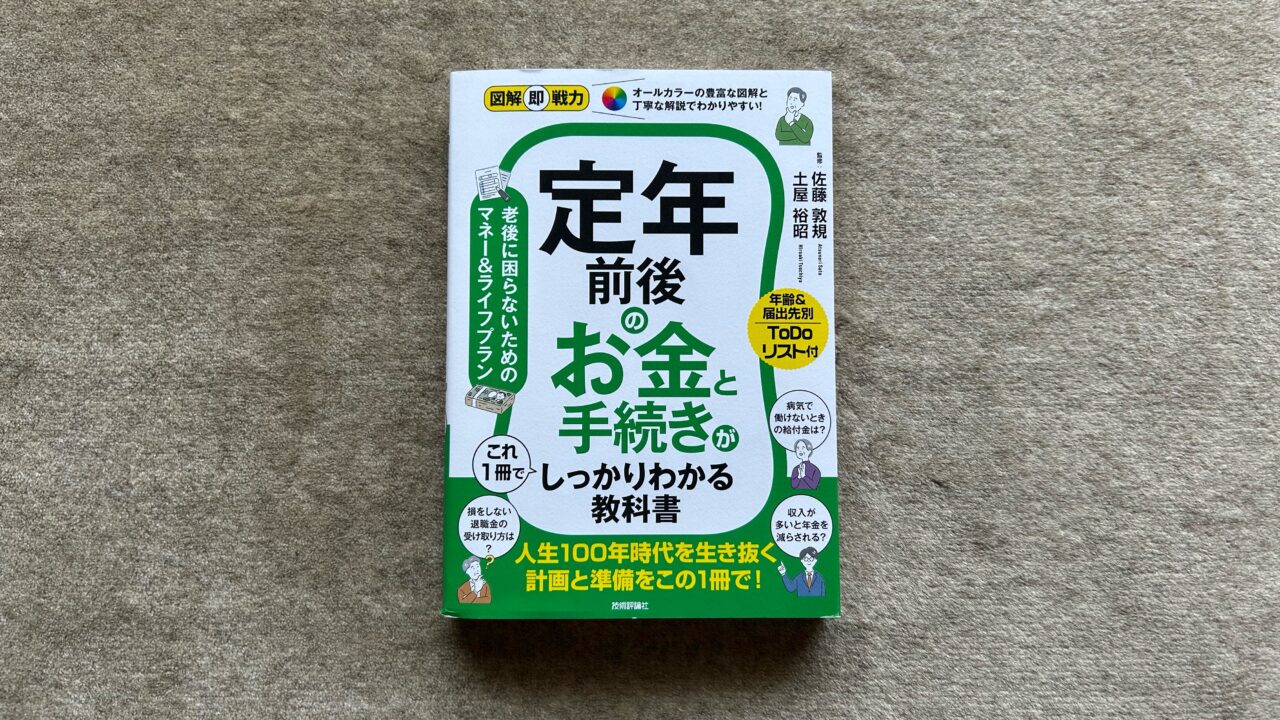 図解即戦力
オールカラーの豊富な図解と
丁寧な解説でわかりやすい!
監修:
佐藤 敦規
Atsunori Sato
土屋 裕昭
Hiroaki Tsuchiya
老後に困らないための
マネー&ライフプラン
定年
前後
の
お金と
手続きが
これ
1冊で
しっかりわかる
教科書
年齢&
届出先別
ToDo
リスト付
病気で
働けないとき
の給付金は?
損をしない
退職金の
受け取り方は
?
収入が
多いと年金を
減らされる?
人生100年時代を生き抜く
計画と準備をこの1冊で!
技術評論社